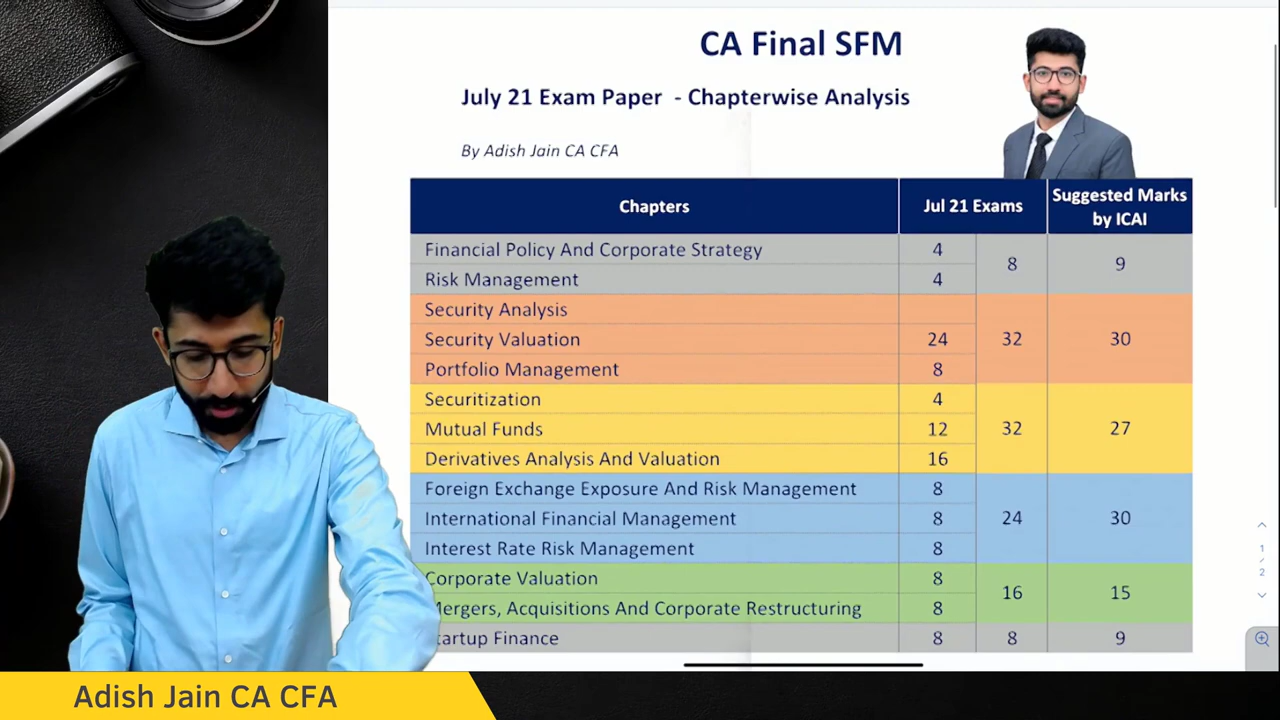 CA Final SFM
July 21 Exam Paper - Chapterwise Analysis
By Adish Jain CA CFA
Chapters Jul 21 Exams Suggested Marks by ICAI
Financial Policy And Corporate Strategy 4 8 9
Risk Management 4
Security Analysis
Security Valuation 24 32 30
Portfolio Management 8
Securitization 4
Mutual Funds 12 32 27
Derivatives Analysis And Valuation 16
Foreign Exchange Exposure And Risk Management 8
International Financial Management 8 24 30
Interest Rate Risk Management 8
Corporate Valuation 8 16 15
Mergers, Acquisitions And Corporate Restructuring 8
Startup Finance 8 8 9
1
/
2
Adish Jain CA CFA